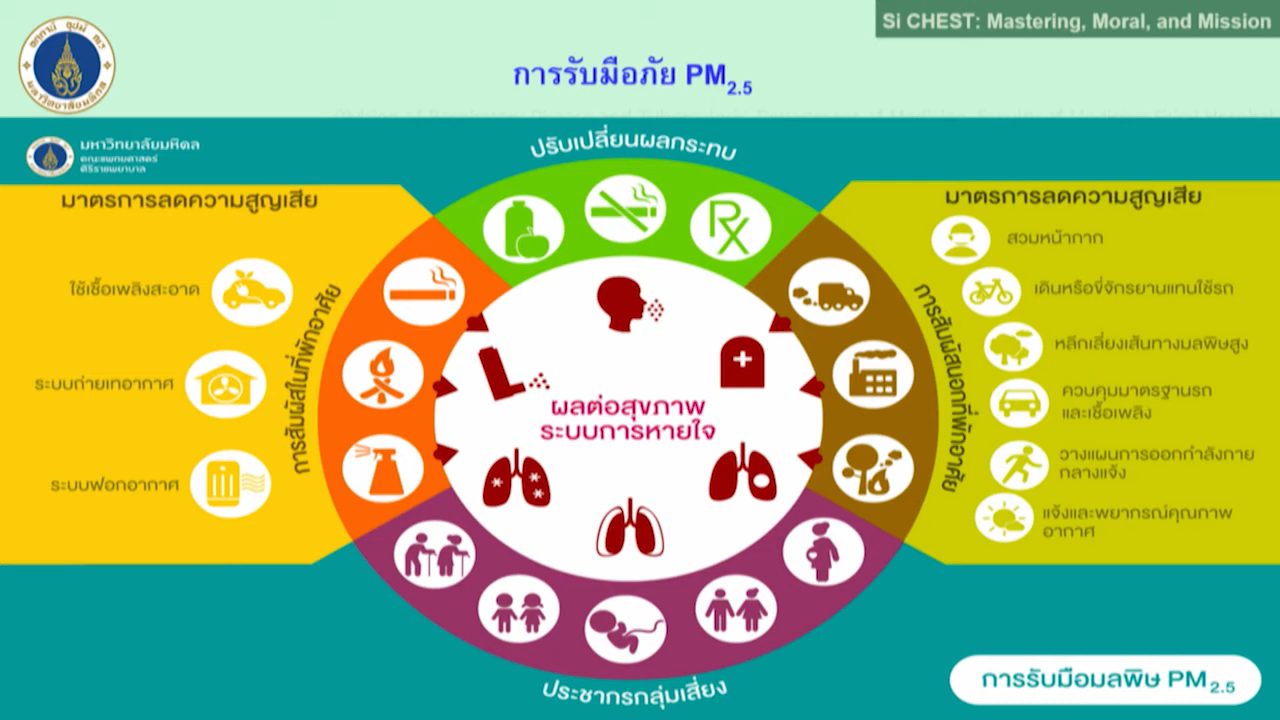 Si CHEST: Mastering, Moral, and Mission
การรับมือภัย PM2.5
มหาวิทยาลัยมหิดล
คณะแพทยศาสตร์
ศิริราชพยาบาล
ปรับเปลี่ยนผลกระทบ
มาตรการลดความสูญเสีย
ใช้เชื้อเพลิงสะอาด
ระบบถ่ายเทอากาศ
ระบบฟอกอากาศ
การสัมผัสในที่พักอาศัย
ผลต่อสุขภาพ
ระบบการหายใจ
RX
การสัมผัสนอกที่พักอาศัย
มาตรการลดความสูญเสีย
สวมหน้ากาก
เดินหรือขี่จักรยานแทนใช้รถ
หลีกเลี่ยงเส้นทางมลพิษสูง
ควบคุมมาตรฐานรถ
และเชื้อเพลิง
วางแผนการออกกำลังกาย
กลางแจ้ง
แจ้งและพยากรณ์คุณภาพ
อากาศ
ประชากรกลุ่มเสี่ยง
การรับมือมลพิษ PM2.5